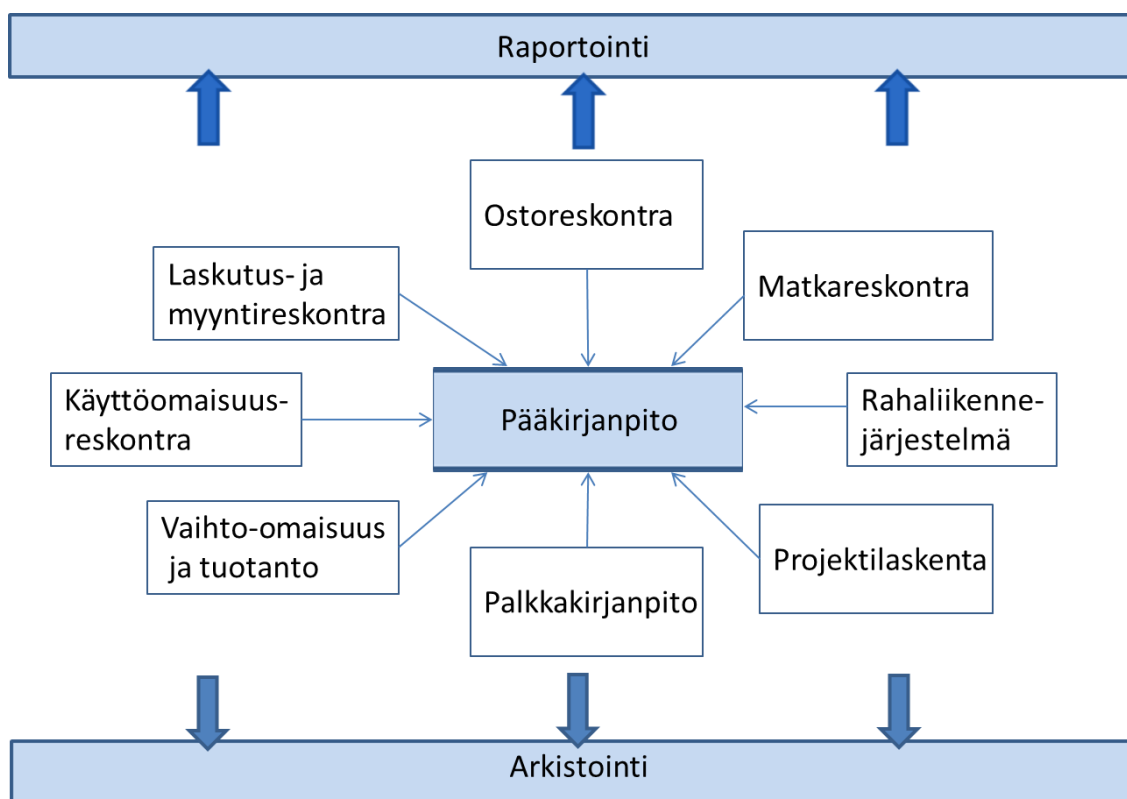 Raportointi
Ostoreskontra
Laskutus- ja
myyntireskontra
Matkareskontra
Käyttöomaisuus-
reskontra
Pääkirjanpito
Rahaliikenne-
järjestelmä
Vaihto-omaisuus
ja tuotanto
Palkkakirjanpito
Projektilaskenta
Arkistointi